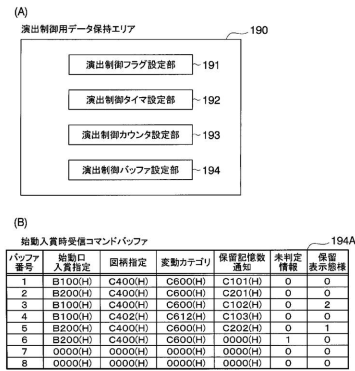 (A)
演出制御用データ保持エリア
190
演出制御フラグ設定部
191
演出制御タイマ設定部
192
演出制御カウンタ設定部
193
演出制御バッファ設定部
194
(B)
始動入賞時受信コマンドバッファ
194A
バッファ番号 始動口入賞指定 図柄指定 変動カテゴリ 保留記憶数通知 未判定情報 保留表示態様
1 B100(H) C400(H) C600(H) C101(H) 0 0
2 B200(H) C400(H) C600(H) C201(H) 0 0
3 B100(H) C400(H) C600(H) C102(H) 0 2
4 B100(H) C402(H) C612(H) C103(H) 0 0
5 B200(H) C400(H) C600(H) C202(H) 0 1
6 B200(H) C400(H) C600(H) 0000(H) 1 0
7 0000(H) 0000(H) 0000(H) 0000(H) 0 0
8 0000(H) 0000(H) 0000(H) 0000(H) 0 0